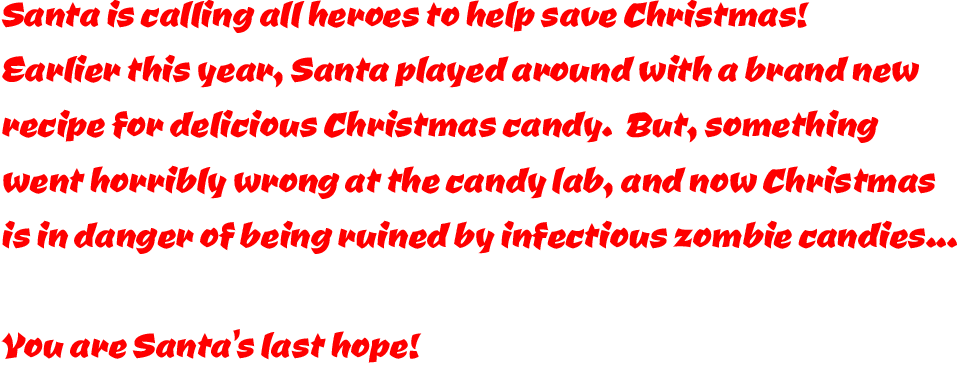 Santa is calling all heroes to help save Christmas!
Earlier this year, Santa played around with a brand new
recipe for delicious Christmas candy.  But, something
went horribly wrong at the candy lab, and now Christmas
is in danger of being ruined by infectious zombie candies...
You are Santa's last hope!